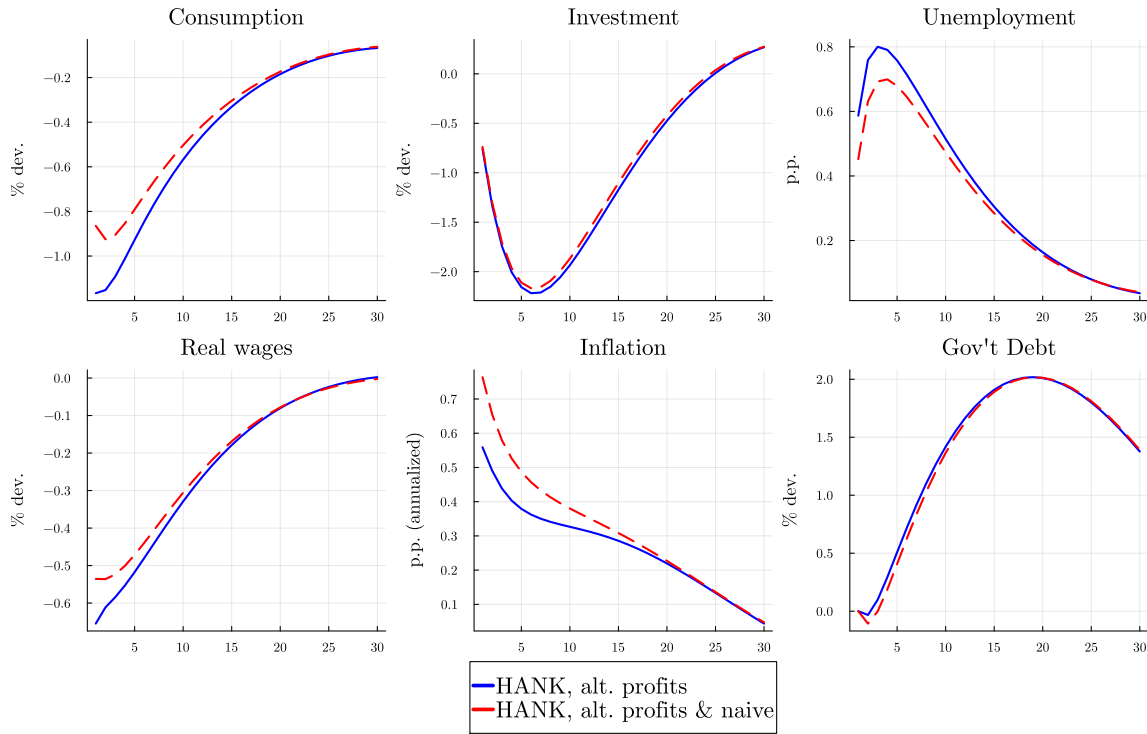 Consumption
% dev.
−0.2
−0.4
−0.6
−0.8
−1.0
5 10 15 20 25 30
Investment
% dev.
0.0
−0.5
−1.0
−1.5
−2.0
5 10 15 20 25 30
Unemployment
p.p.
0.8
0.6
0.4
0.2
5 10 15 20 25 30
Real wages
% dev.
0.0
−0.1
−0.2
−0.3
−0.4
−0.5
−0.6
5 10 15 20 25 30
Inflation
p.p. (annualized)
0.7
0.6
0.5
0.4
0.3
0.2
0.1
5 10 15 20 25 30
Gov't Debt
% dev.
2.0
1.5
1.0
0.5
0.0
5 10 15 20 25 30
HANK, alt. profits
HANK, alt. profits & naive